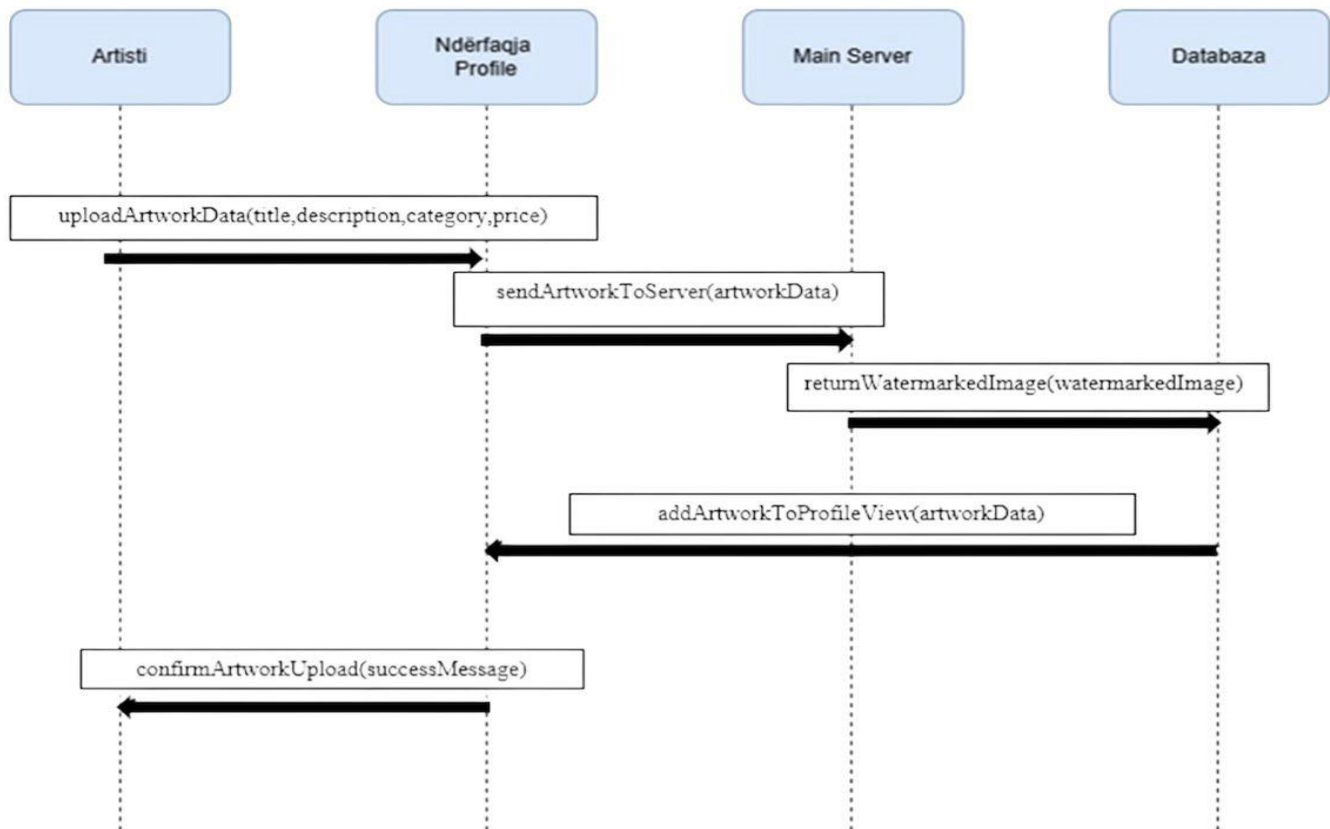 Artisti
Ndërfaqja
Profile
Main Server
Databaza
uploadArtworkData(title,description,category,price)
sendArtworkToServer(artworkData)
returnWatermarkedImage(watermarkedImage)
addArtworkToProfileView(artworkData)
confirmArtworkUpload(successMessage)